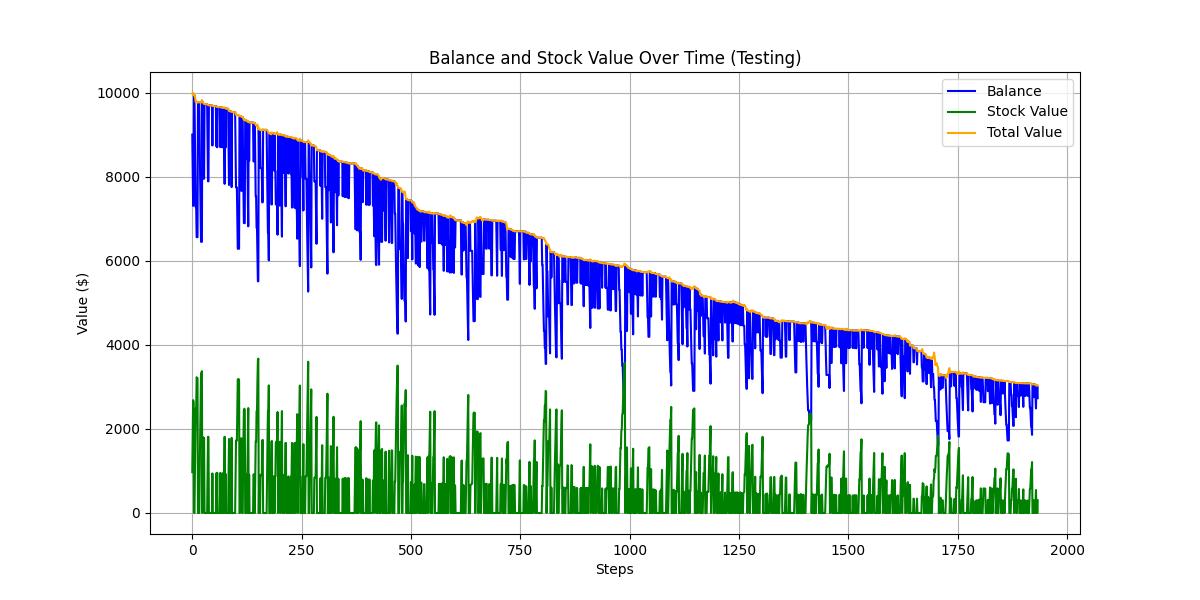 Balance and Stock Value Over Time (Testing)
Balance
Stock Value
Total Value
Value ($)
10000
8000
6000
4000
2000
0
0 250 500 750 1000 1250 1500 1750 2000
Steps